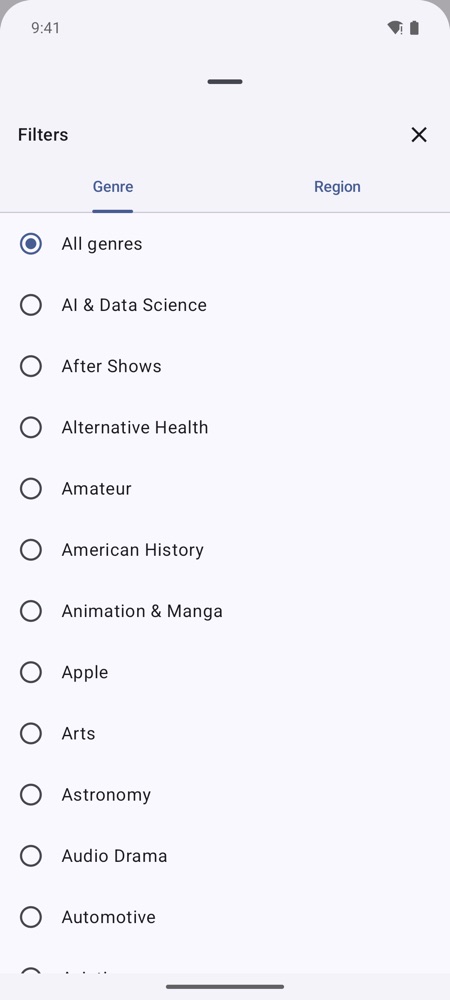 9:41
Filters
Genre
Region
All genres
AI & Data Science
After Shows
Alternative Health
Amateur
American History
Animation & Manga
Apple
Arts
Astronomy
Audio Drama
Automotive